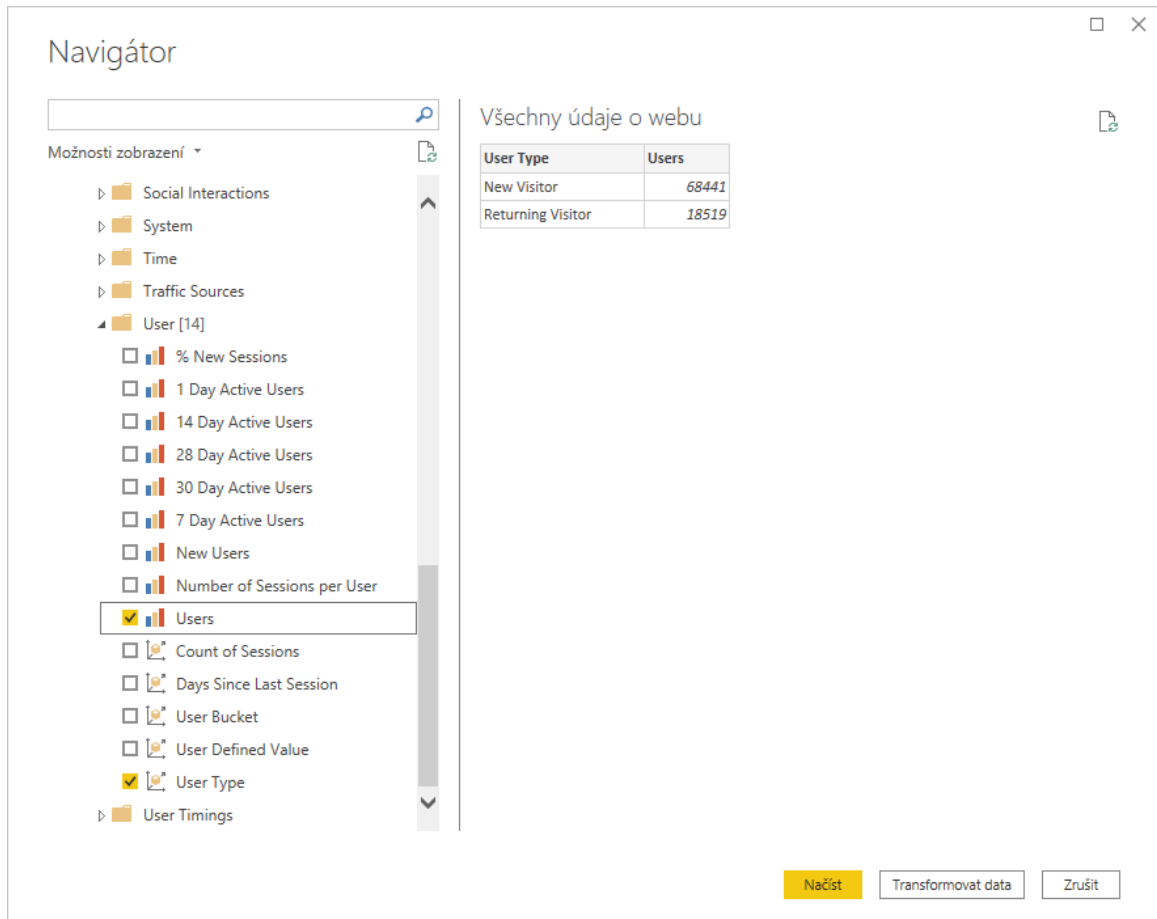 Navigátor
Možnosti zobrazení
Social Interactions
System
Time
Traffic Sources
User [14]
% New Sessions
1 Day Active Users
14 Day Active Users
28 Day Active Users
30 Day Active Users
7 Day Active Users
New Users
Number of Sessions per User
Users
Count of Sessions
Days Since Last Session
User Bucket
User Defined Value
User Type
User Timings
Všechny údaje o webu
User Type Users
New Visitor 68441
Returning Visitor 18519
Načíst Transformovat data Zrušit